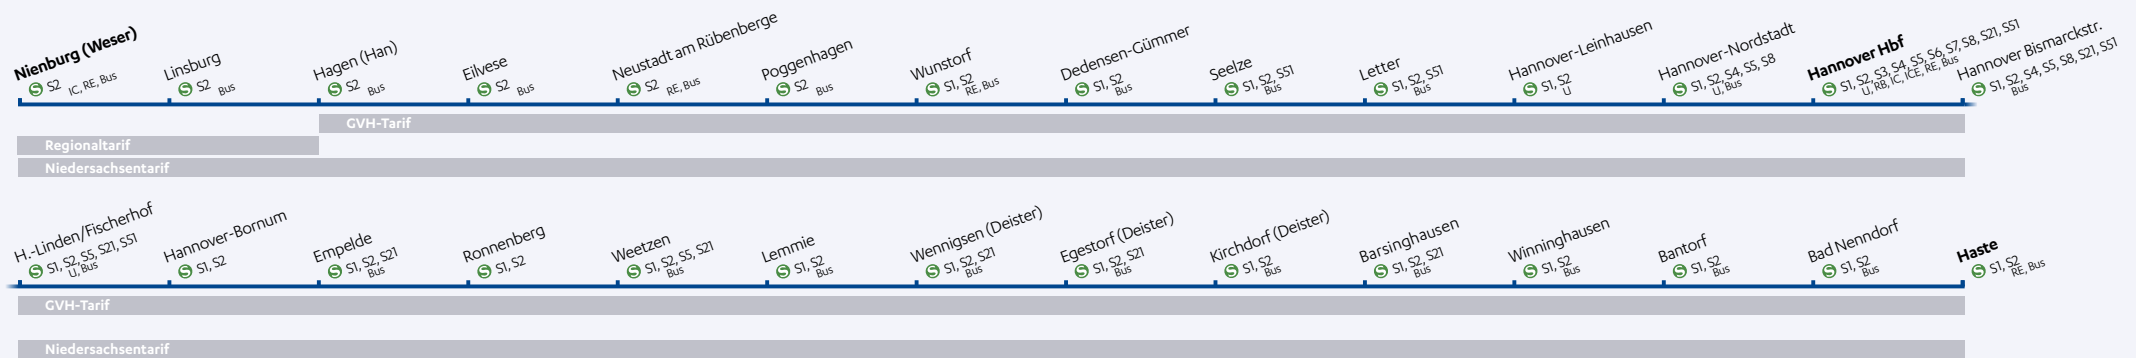 Nienburg (Weser)
S S2 IC, RE, Bus
Linsburg
S S2 Bus
Hagen (Han)
S S2 Bus
Eilvese
S S2 Bus
Neustadt am Rübenberge
S S2 RE, Bus
Poggenhagen
S S2 Bus
Wunstorf
S S1, S2
RE, Bus
Dedensen-Gümmer
S S1, S2
Bus
Seelze
S S1, S2, S51
Bus
Letter
S S1, S2, S51
Bus
Hannover-Leinhausen
S S1, S2
U
Hannover-Nordstadt
S S1, S2, S4, S5, S8
U, Bus
Hannover Hbf
S S1, S2, S3, S4, S5, S6, S7, S8, S21, S51
U, RB, IC, ICE, RE, Bus
Hannover Bismarckstr.
S S1, S2, S4, S5, S8, S21, S51
Bus
GVH-Tarif
Regionaltarif
Niedersachsentarif
H.-Linden/Fischerhof
S S1, S2, S5, S21, S51
U, Bus
Hannover-Bornum
S S1, S2
Empelde
S S1, S2, S21
Bus
Ronnenberg
S S1, S2
Weetzen
S S1, S2, S5, S21
Bus
Lemmie
S S1, S2
Bus
Wennigsen (Deister)
S S1, S2, S21
Bus
Egestorf (Deister)
S S1, S2, S21
Bus
Kirchdorf (Deister)
S S1, S2
Bus
Barsinghausen
S S1, S2, S21
Bus
Winninghausen
S S1, S2
Bus
Bantorf
S S1, S2
Bus
Bad Nenndorf
S S1, S2
Bus
Haste
S S1, S2
RE, Bus
GVH-Tarif
Niedersachsentarif